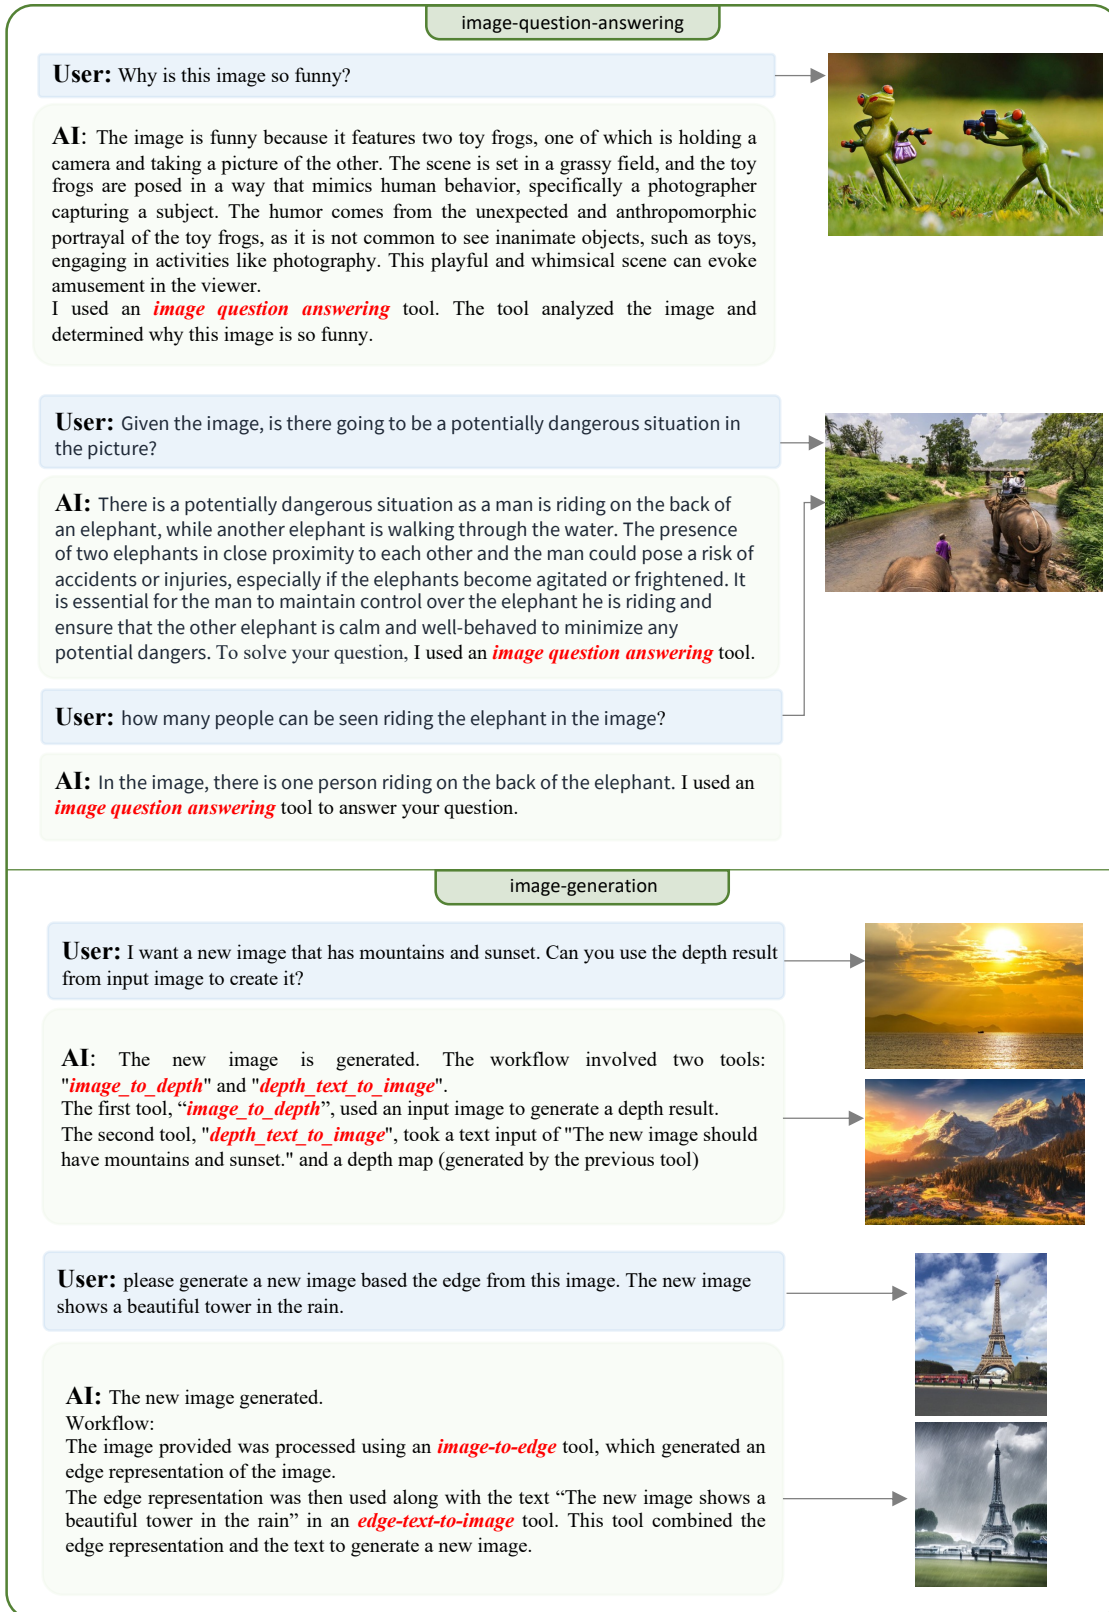 image-question-answering
User: Why is this image so funny?
AI: The image is funny because it features two toy frogs, one of which is holding a
camera and taking a picture of the other. The scene is set in a grassy field, and the toy
frogs are posed in a way that mimics human behavior, specifically a photographer
capturing a subject. The humor comes from the unexpected and anthropomorphic
portrayal of the toy frogs, as it is not common to see inanimate objects, such as toys,
engaging in activities like photography. This playful and whimsical scene can evoke
amusement in the viewer.
I used an image question answering tool. The tool analyzed the image and
determined why this image is so funny.
User: Given the image, is there going to be a potentially dangerous situation in
the picture?
AI: There is a potentially dangerous situation as a man is riding on the back of
an elephant, while another elephant is walking through the water. The presence
of two elephants in close proximity to each other and the man could pose a risk of
accidents or injuries, especially if the elephants become agitated or frightened. It
is essential for the man to maintain control over the elephant he is riding and
ensure that the other elephant is calm and well-behaved to minimize any
potential dangers. To solve your question, I used an image question answering tool.
User: how many people can be seen riding the elephant in the image?
AI: In the image, there is one person riding on the back of the elephant. I used an
image question answering tool to answer your question.
image-generation
User: I want a new image that has mountains and sunset. Can you use the depth result
from input image to create it?
AI: The new image is generated. The workflow involved two tools:
"image_to_depth" and "depth_text_to_image".
The first tool, “image_to_depth”, used an input image to generate a depth result.
The second tool, "depth_text_to_image", took a text input of "The new image should
have mountains and sunset." and a depth map (generated by the previous tool)
User: please generate a new image based the edge from this image. The new image
shows a beautiful tower in the rain.
AI: The new image generated.
Workflow:
The image provided was processed using an image-to-edge tool, which generated an
edge representation of the image.
The edge representation was then used along with the text “The new image shows a
beautiful tower in the rain” in an edge-text-to-image tool. This tool combined the
edge representation and the text to generate a new image.